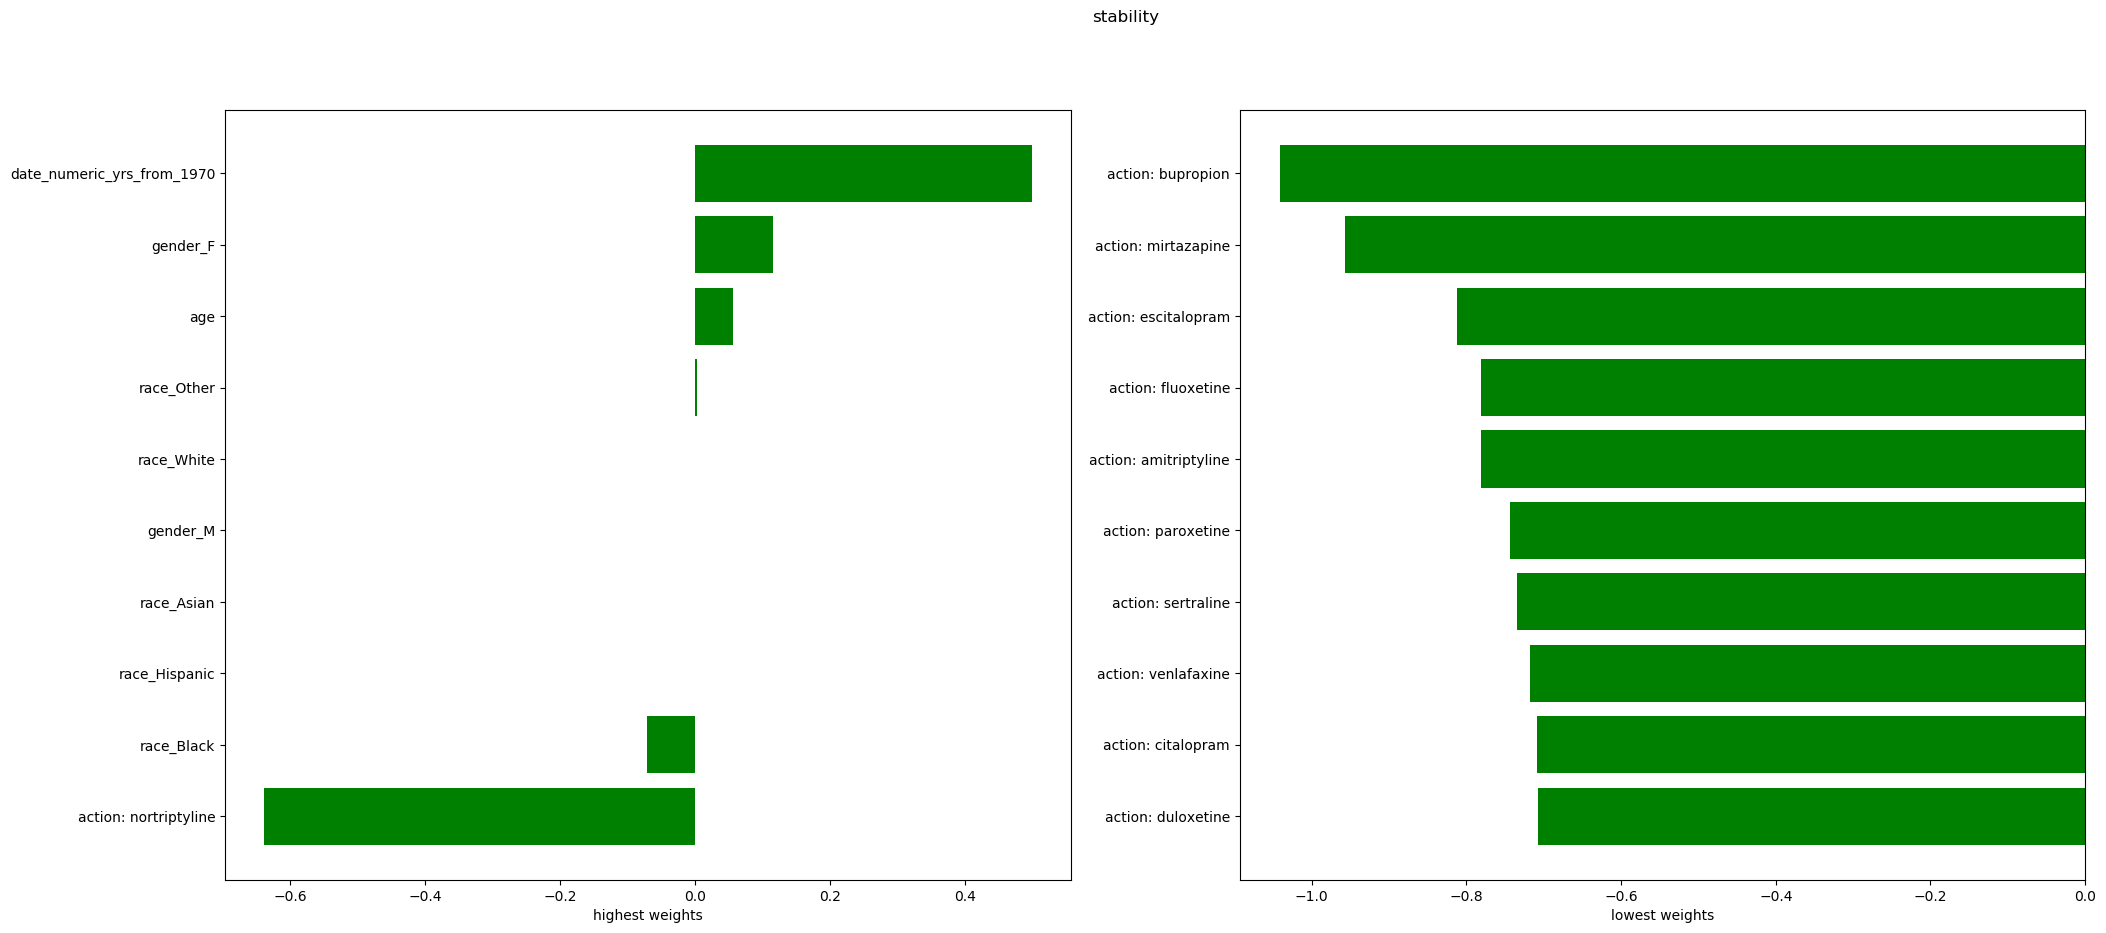 stability
date_numeric_yrs_from_1970
gender_F
age
race_Other
race_White
gender_M
race_Asian
race_Hispanic
race_Black
action: nortriptyline
−0.6 −0.4 −0.2 0.0 0.2 0.4
highest weights
action: bupropion
action: mirtazapine
action: escitalopram
action: fluoxetine
action: amitriptyline
action: paroxetine
action: sertraline
action: venlafaxine
action: citalopram
action: duloxetine
−1.0 −0.8 −0.6 −0.4 −0.2 0.0
lowest weights